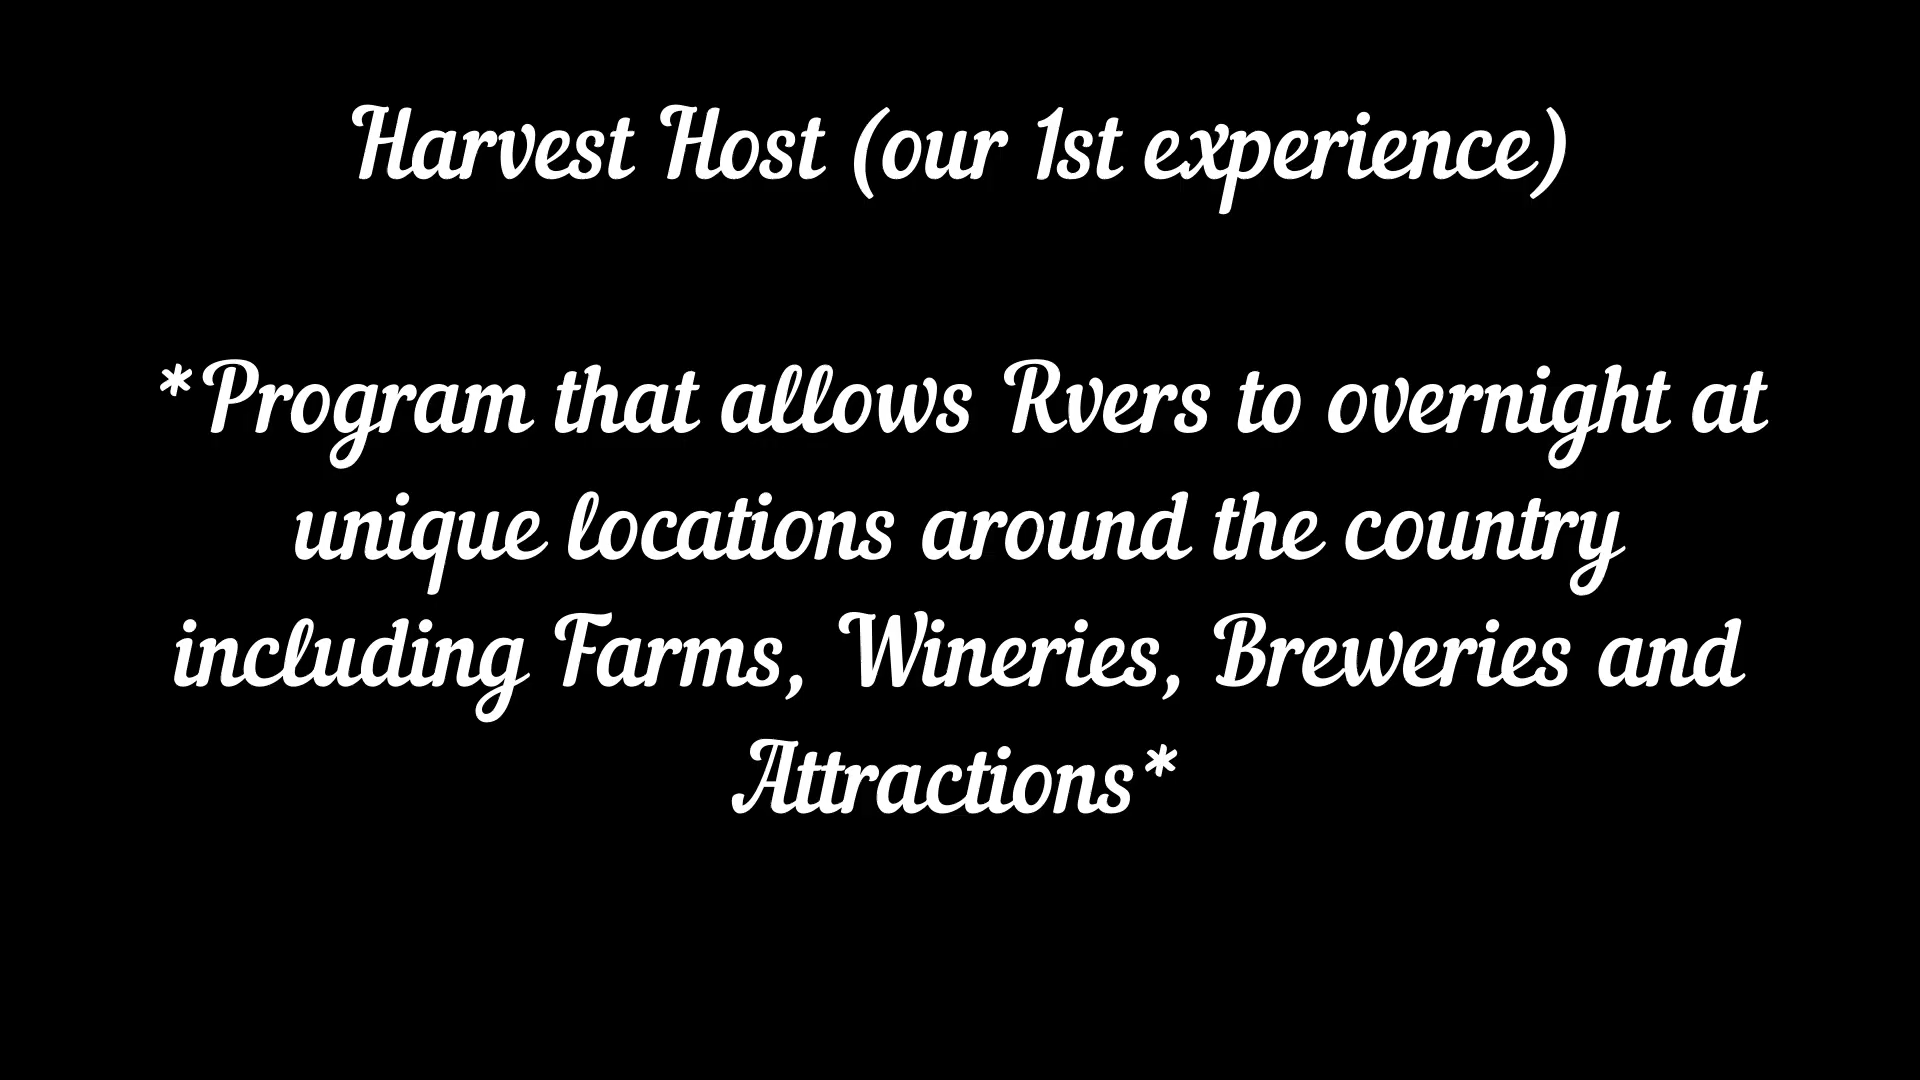 Harvest Host (our 1st experience)
*Program that allows Rvers to overnight at
unique locations around the country
including Farms, Wineries, Breweries and
Attractions*